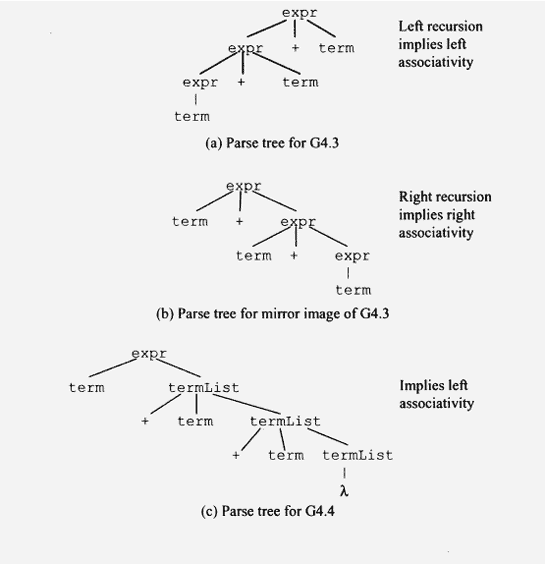 expr
Left recursion
implies left
associativity
expr + term
expr + term
term
(a) Parse tree for G4.3
expr
Right recursion
implies right
associativity
term + expr
term + expr
term
(b) Parse tree for mirror image of G4.3
expr
term termList
Implies left
associativity
+ term termList
+ term termList
λ
(c) Parse tree for G4.4